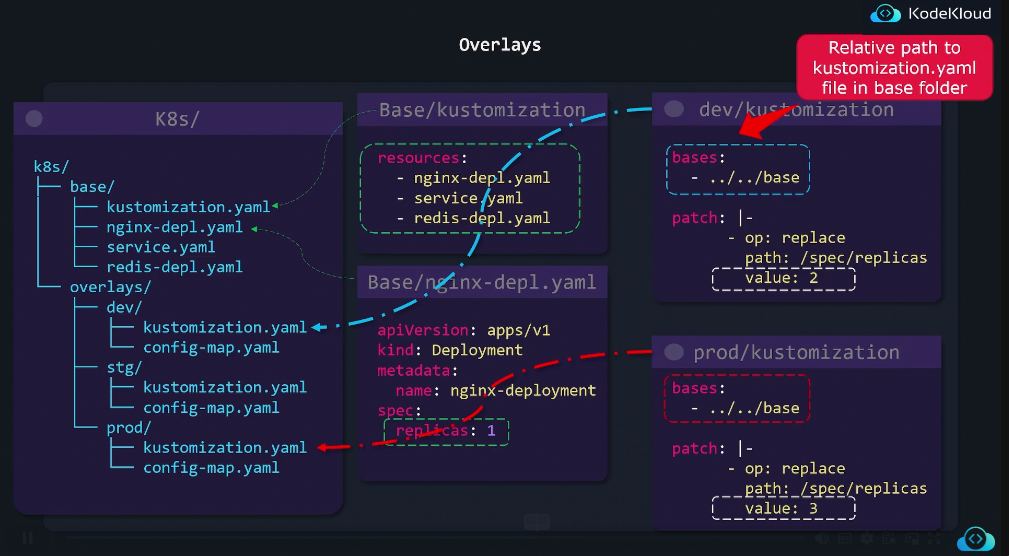 KodeKloud
Overlays
Relative path to
kustomization.yaml
file in base folder
K8s/
k8s/
base/
kustomization.yaml
nginx-depl.yaml
service.yaml
redis-depl.yaml
overlays/
dev/
kustomization.yaml
config-map.yaml
stg/
kustomization.yaml
config-map.yaml
prod/
kustomization.yaml
config-map.yaml
Base/kustomization
resources:
- nginx-depl.yaml
- service.yaml
- redis-depl.yaml
Base/nginx-depl.yaml
apiVersion: apps/v1
kind: Deployment
metadata:
name: nginx-deployment
spec:
replicas: 1
dev/kustomization
bases:
- ../../base
patch: |-
- op: replace
path: /spec/replicas
value: 2
prod/kustomization
bases:
- ../../base
patch: |-
- op: replace
path: /spec/replicas
value: 3